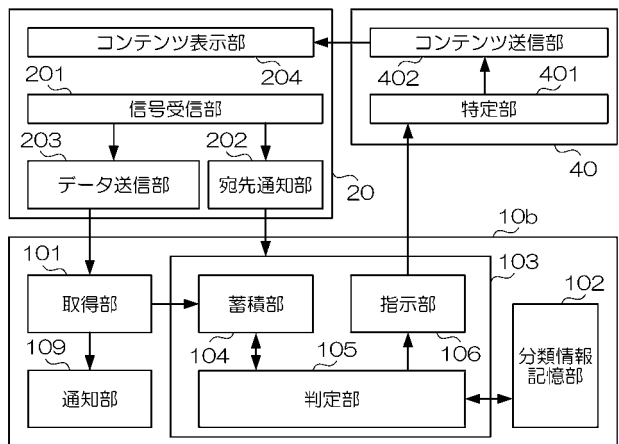 コンテンツ表示部
204
コンテンツ送信部
402
201
信号受信部
401
特定部
203
データ送信部
202
宛先通知部
20
40
10b
101
取得部
103
蓄積部
104
指示部
106
102
分類情報
記憶部
109
通知部
105
判定部